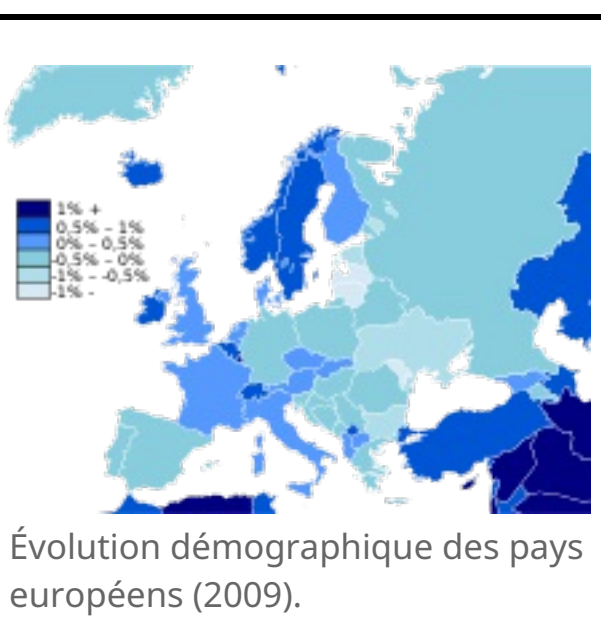 1% +
0,5% - 1%
0% - 0,5%
-0,5% - 0%
-1% - -0,5%
-1% -
Évolution démographique des pays
européens (2009).